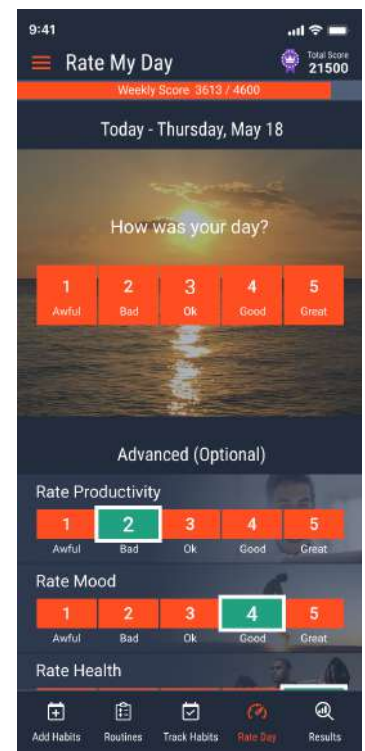 9:41
Rate My Day
Total Score
21500
Weekly Score 3613 / 4600
Today - Thursday, May 18
How was your day?
1 2 3 4 5
Awful Bad Ok Good Great
Advanced (Optional)
Rate Productivity
1 2 3 4 5
Awful Bad Ok Good Great
Rate Mood
1 2 3 4 5
Awful Bad Ok Good Great
Rate Health
Add Habits Routines Track Habits Rate Day Results